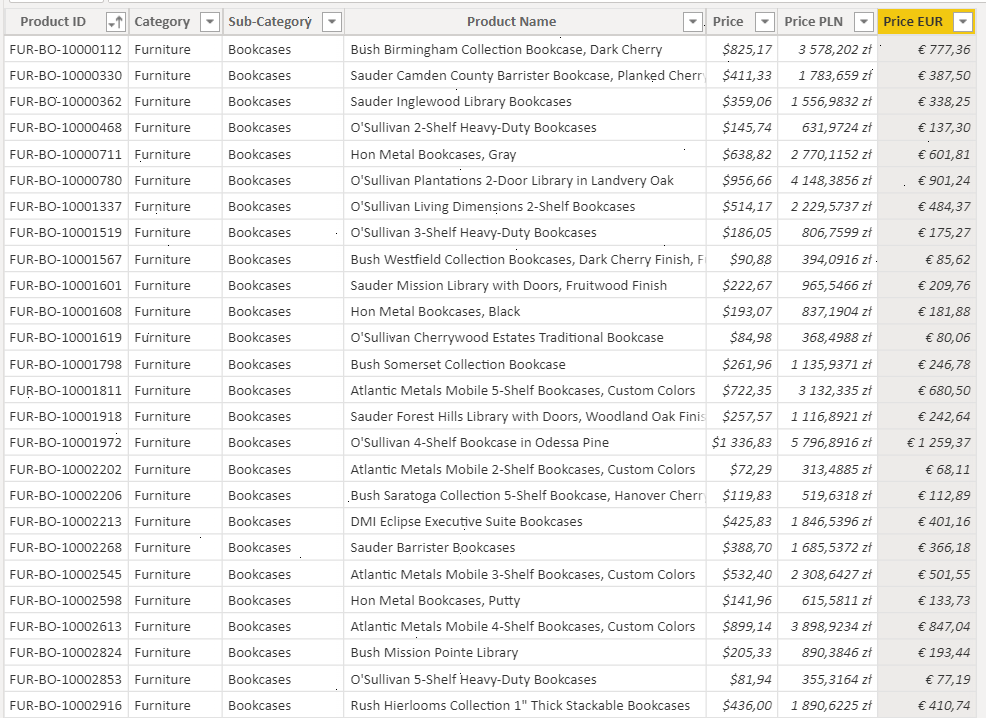 Product ID Category Sub-Category Product Name Price Price PLN Price EUR
FUR-BO-10000112 Furniture Bookcases Bush Birmingham Collection Bookcase, Dark Cherry $825,17 3 578,202 zł € 777,36
FUR-BO-10000330 Furniture Bookcases Sauder Camden County Barrister Bookcase, Planked Cherry $411,33 1 783,659 zł € 387,50
FUR-BO-10000362 Furniture Bookcases Sauder Inglewood Library Bookcases $359,06 1 556,9832 zł € 338,25
FUR-BO-10000468 Furniture Bookcases O'Sullivan 2-Shelf Heavy-Duty Bookcases $145,74 631,9724 zł € 137,30
FUR-BO-10000711 Furniture Bookcases Hon Metal Bookcases, Gray $638,82 2 770,1152 zł € 601,81
FUR-BO-10000780 Furniture Bookcases O'Sullivan Plantations 2-Door Library in Landvery Oak $956,66 4 148,3856 zł € 901,24
FUR-BO-10001337 Furniture Bookcases O'Sullivan Living Dimensions 2-Shelf Bookcases $514,17 2 229,5737 zł € 484,37
FUR-BO-10001519 Furniture Bookcases O'Sullivan 3-Shelf Heavy-Duty Bookcases $186,05 806,7599 zł € 175,27
FUR-BO-10001567 Furniture Bookcases Bush Westfield Collection Bookcases, Dark Cherry Finish, F $90,88 394,0916 zł € 85,62
FUR-BO-10001601 Furniture Bookcases Sauder Mission Library with Doors, Fruitwood Finish $222,67 965,5466 zł € 209,76
FUR-BO-10001608 Furniture Bookcases Hon Metal Bookcases, Black $193,07 837,1904 zł € 181,88
FUR-BO-10001619 Furniture Bookcases O'Sullivan Cherrywood Estates Traditional Bookcase $84,98 368,4988 zł € 80,06
FUR-BO-10001798 Furniture Bookcases Bush Somerset Collection Bookcase $261,96 1 135,9371 zł € 246,78
FUR-BO-10001811 Furniture Bookcases Atlantic Metals Mobile 5-Shelf Bookcases, Custom Colors $722,35 3 132,335 zł € 680,50
FUR-BO-10001918 Furniture Bookcases Sauder Forest Hills Library with Doors, Woodland Oak Finis $257,57 1 116,8921 zł € 242,64
FUR-BO-10001972 Furniture Bookcases O'Sullivan 4-Shelf Bookcase in Odessa Pine $1 336,83 5 796,8916 zł € 1 259,37
FUR-BO-10002202 Furniture Bookcases Atlantic Metals Mobile 2-Shelf Bookcases, Custom Colors $72,29 313,4885 zł € 68,11
FUR-BO-10002206 Furniture Bookcases Bush Saratoga Collection 5-Shelf Bookcase, Hanover Cherr $119,83 519,6318 zł € 112,89
FUR-BO-10002213 Furniture Bookcases DMI Eclipse Executive Suite Bookcases $425,83 1 846,5396 zł € 401,16
FUR-BO-10002268 Furniture Bookcases Sauder Barrister Bookcases $388,70 1 685,5372 zł € 366,18
FUR-BO-10002545 Furniture Bookcases Atlantic Metals Mobile 3-Shelf Bookcases, Custom Colors $532,40 2 308,6427 zł € 501,55
FUR-BO-10002598 Furniture Bookcases Hon Metal Bookcases, Putty $141,96 615,5811 zł € 133,73
FUR-BO-10002613 Furniture Bookcases Atlantic Metals Mobile 4-Shelf Bookcases, Custom Colors $899,14 3 898,9234 zł € 847,04
FUR-BO-10002824 Furniture Bookcases Bush Mission Pointe Library $205,33 890,3846 zł € 193,44
FUR-BO-10002853 Furniture Bookcases O'Sullivan 5-Shelf Heavy-Duty Bookcases $81,94 355,3164 zł € 77,19
FUR-BO-10002916 Furniture Bookcases Rush Hierlooms Collection 1" Thick Stackable Bookcases $436,00 1 890,6225 zł € 410,74